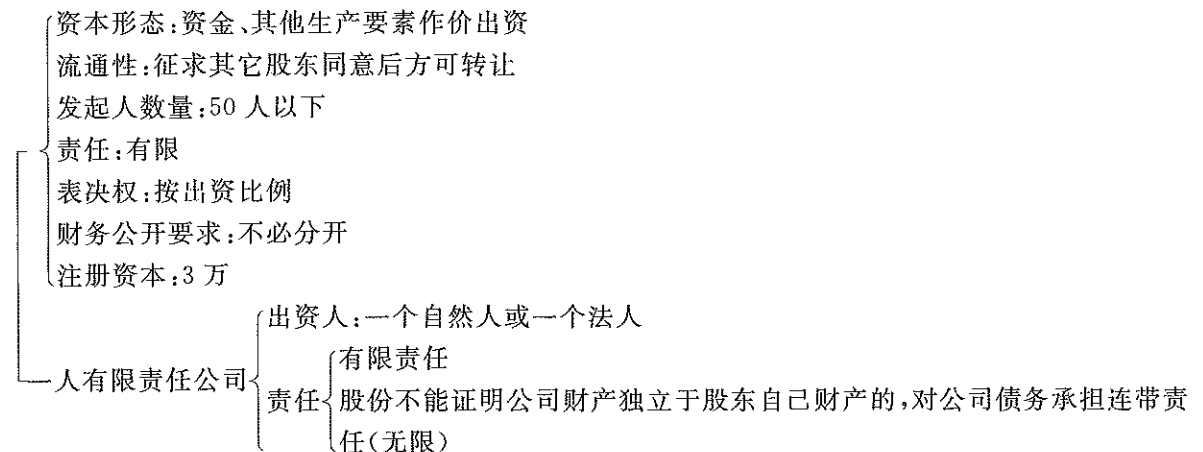 资本形态:资金、其他生产要素作价出资
流通性:征求其它股东同意后方可转让
发起人数量:50 人以下
责任:有限
表决权:按出资比例
财务公开要求:不必分开
注册资本:3 万
出资人:一个自然人或一个法人
一人有限责任公司
有限责任
责任
股份不能证明公司财产独立于股东自己财产的,对公司债务承担连带责
任(无限)